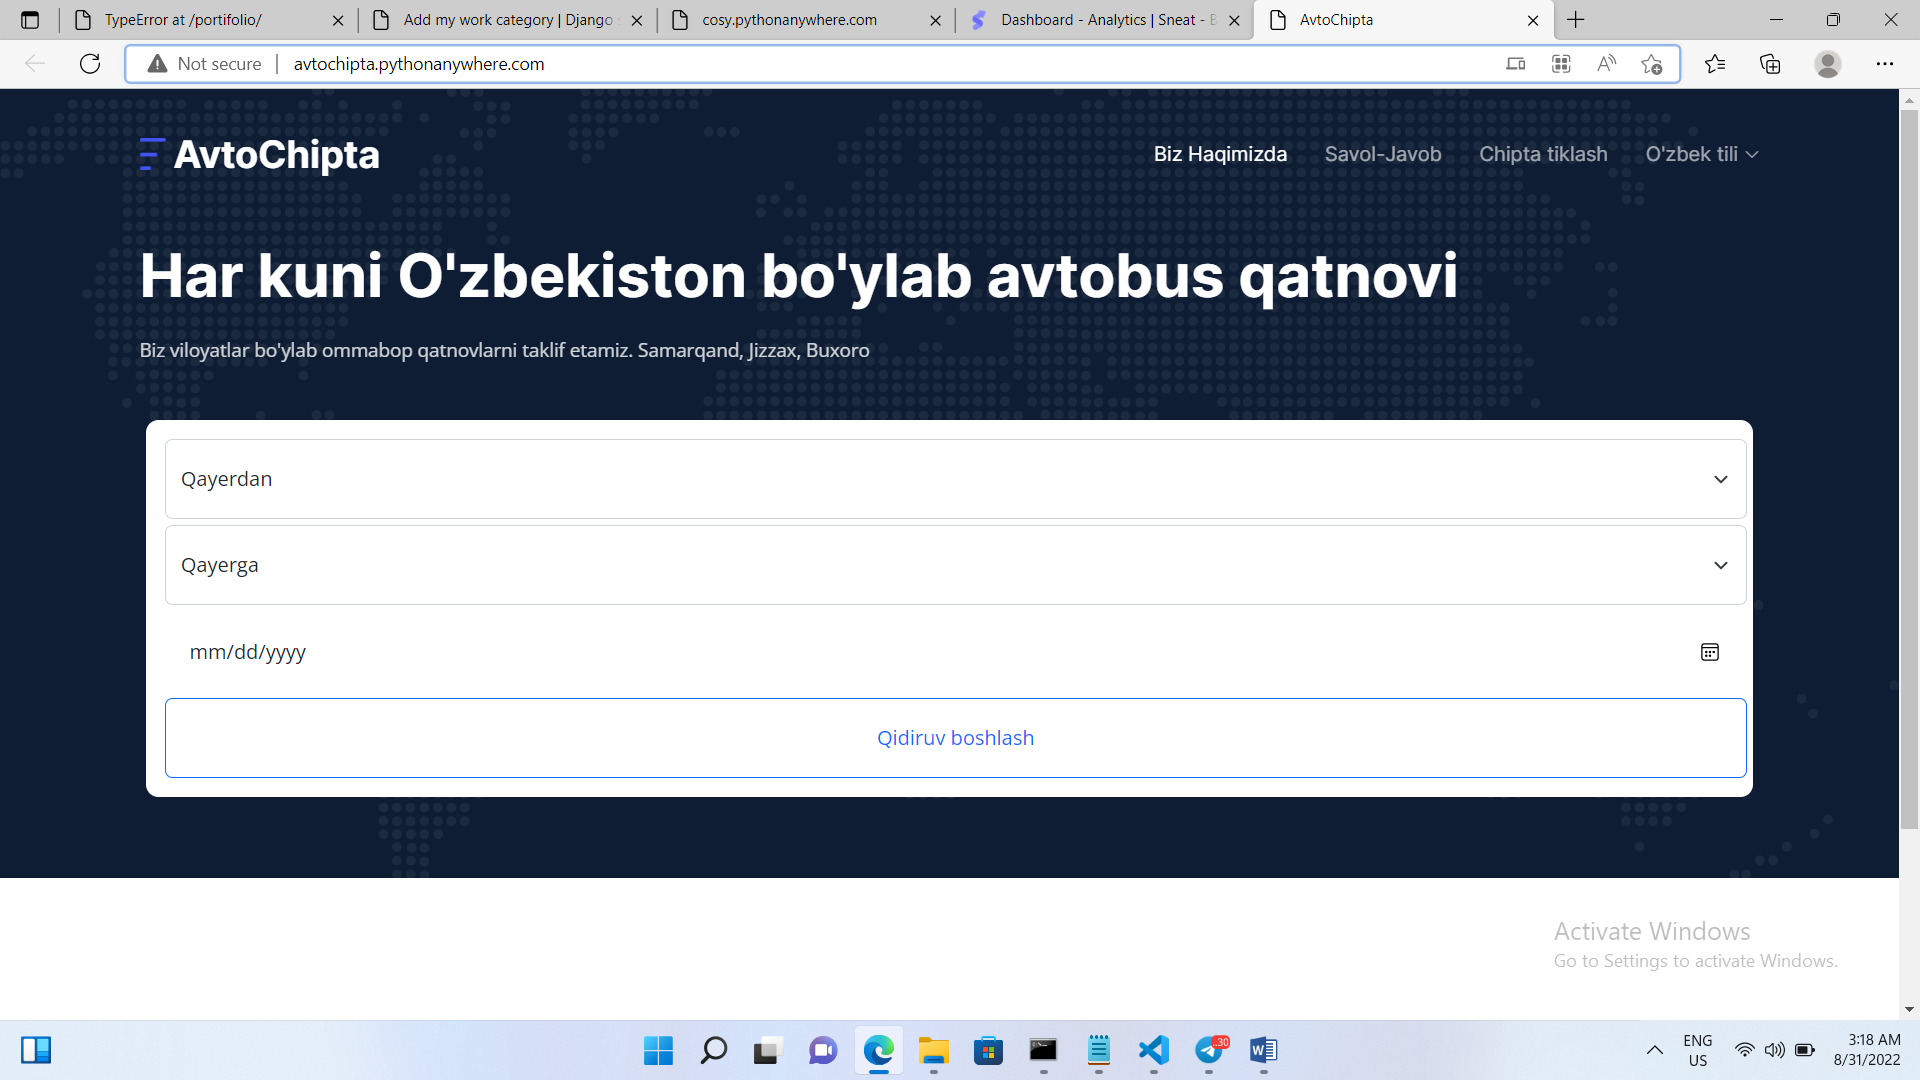 TypeError at /portifolio/
Add my work category | Django
cosy.pythonanywhere.com
Dashboard - Analytics | Sneat -
AvtoChipta
Not secure
avtochipta.pythonanywhere.com
AvtoChipta
Biz Haqimizda
Savol-Javob
Chipta tiklash
O'zbek tili
Har kuni O'zbekiston bo'ylab avtobus qatnovi
Biz viloyatlar bo'ylab ommabop qatnovlarni taklif etamiz. Samarqand, Jizzax, Buxoro
Qayerdan
Qayerga
mm/dd/yyyy
Qidiruv boshlash
Activate Windows
Go to Settings to activate Windows.
ENG
US
3:18 AM
8/31/2022